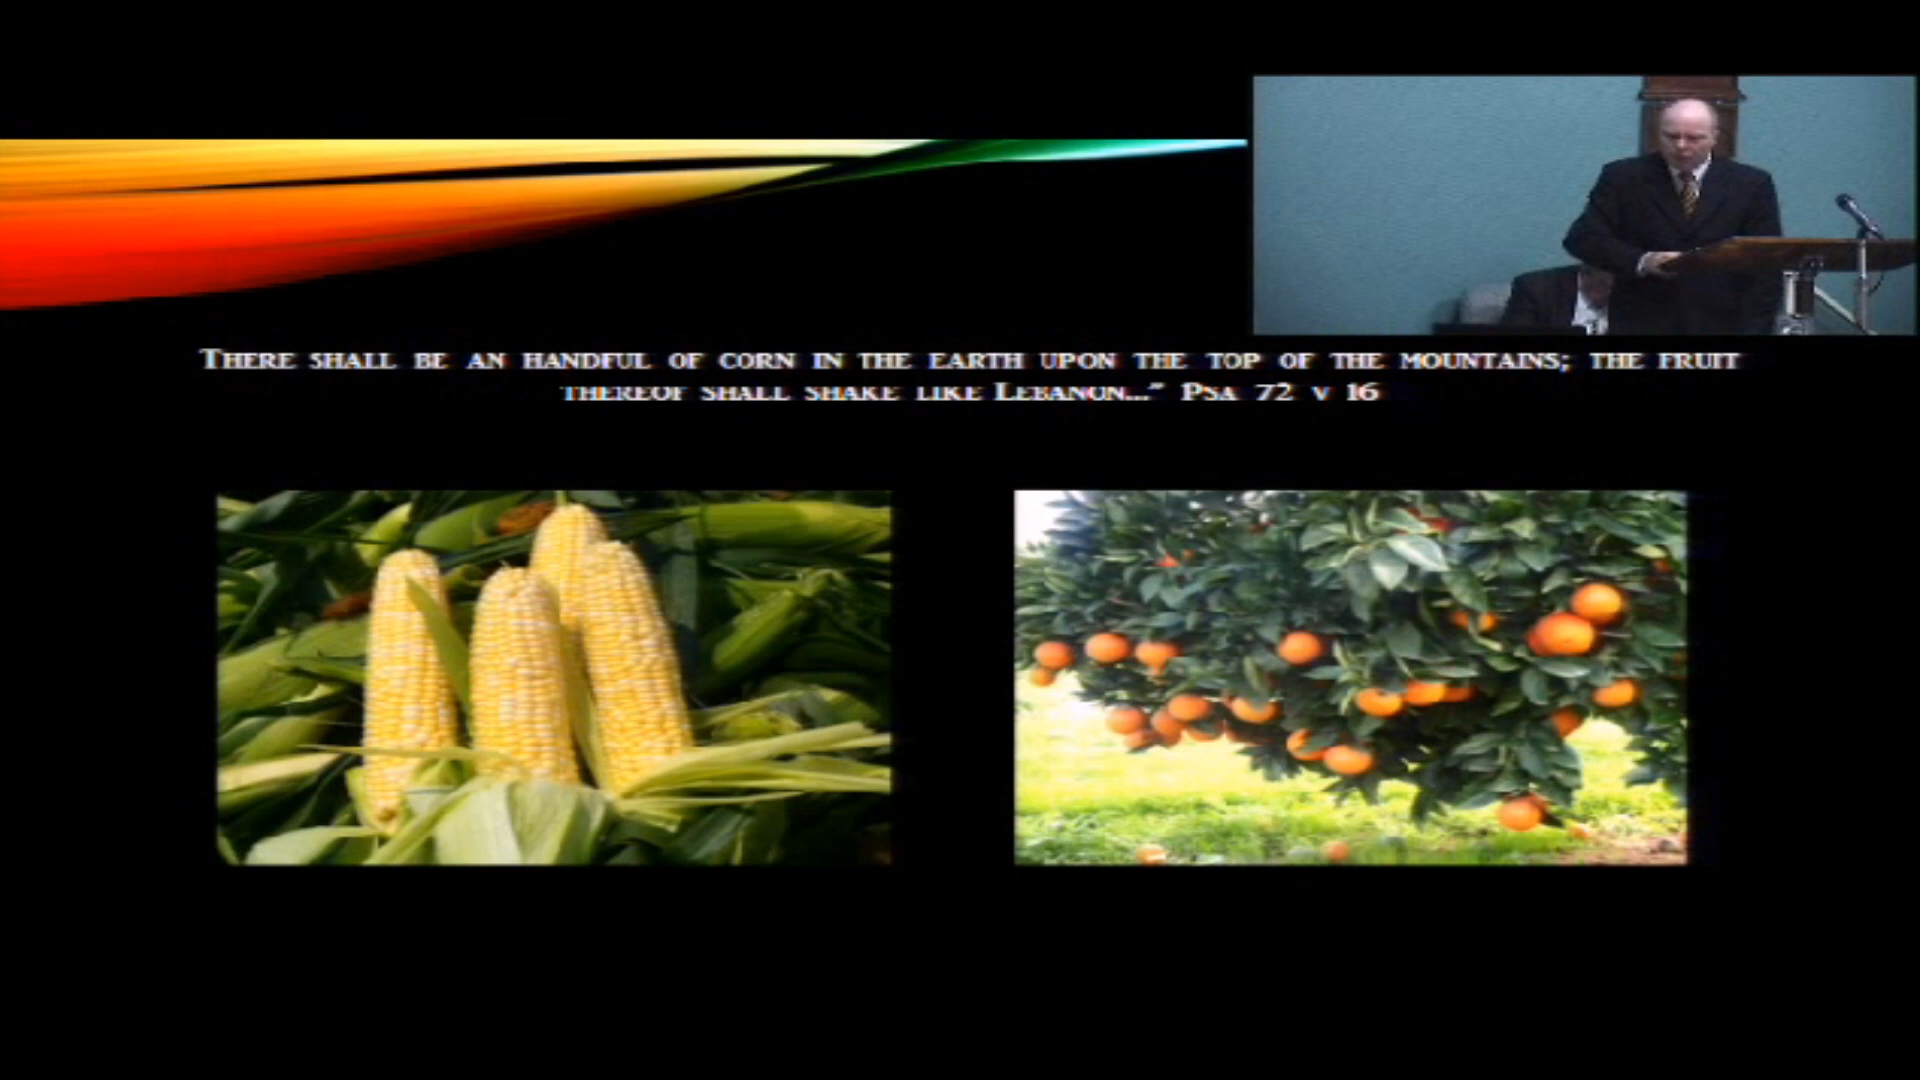 There shall be an handful of corn in the earth upon the top of the mountains; the fruit
thereof shall shake like Lebanon..." Psa 72 v 16